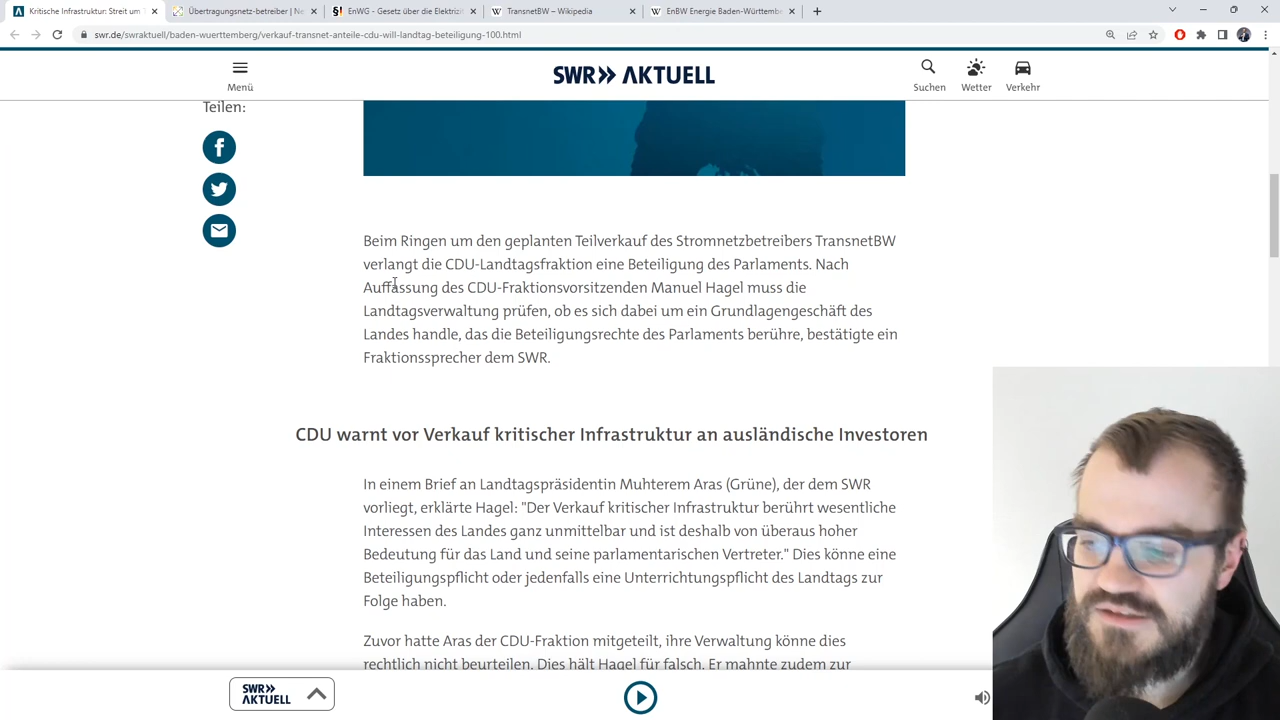 Kritische Infrastruktur: Streit um T
Übertragungsnetz-betreiber | Ne
EnWG - Gesetz über die Elektrizit
TransnetBW – Wikipedia
EnBW Energie Baden-Württembe
swr.de/swraktuell/baden-wuerttemberg/verkauf-transnet-anteile-cdu-will-landtag-beteiligung-100.html
Menü
SWR» AKTUELL
Suchen
Wetter
Verkehr
Teilen:
Beim Ringen um den geplanten Teilverkauf des Stromnetzbetreibers TransnetBW
verlangt die CDU-Landtagsfraktion eine Beteiligung des Parlaments. Nach
Auffassung des CDU-Fraktionsvorsitzenden Manuel Hagel muss die
Landtagsverwaltung prüfen, ob es sich dabei um ein Grundlagengeschäft des
Landes handle, das die Beteiligungsrechte des Parlaments berühre, bestätigte ein
Fraktionssprecher dem SWR.
CDU warnt vor Verkauf kritischer Infrastruktur an ausländische Investoren
In einem Brief an Landtagspräsidentin Muhterem Aras (Grüne), der dem SWR
vorliegt, erklärte Hagel: "Der Verkauf kritischer Infrastruktur berührt wesentliche
Interessen des Landes ganz unmittelbar und ist deshalb von überaus hoher
Bedeutung für das Land und seine parlamentarischen Vertreter." Dies könne eine
Beteiligungspflicht oder jedenfalls eine Unterrichtungspflicht des Landtags zur
Folge haben.
Zuvor hatte Aras der CDU-Fraktion mitgeteilt, ihre Verwaltung könne dies
rechtlich nicht beurteilen. Dies hält Hagel für falsch. Er mahnte zudem zur
SWR»
AKTUELL